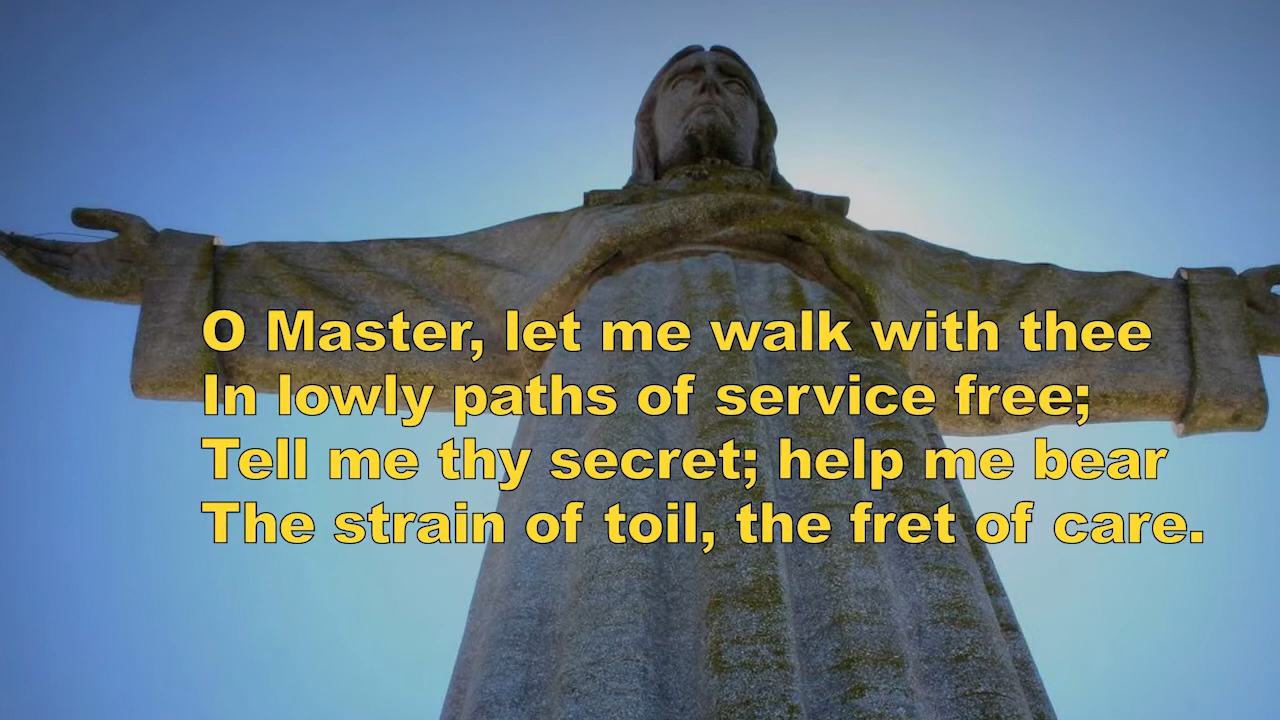 O Master, let me walk with thee
In lowly paths of service free;
Tell me thy secret; help me bear
The strain of toil, the fret of care.